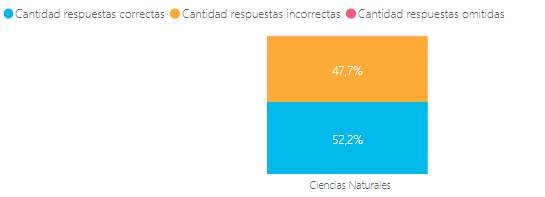 Cantidad respuestas correctas Cantidad respuestas incorrectas Cantidad respuestas omitidas
47,7%
52,2%
Ciencias Naturales